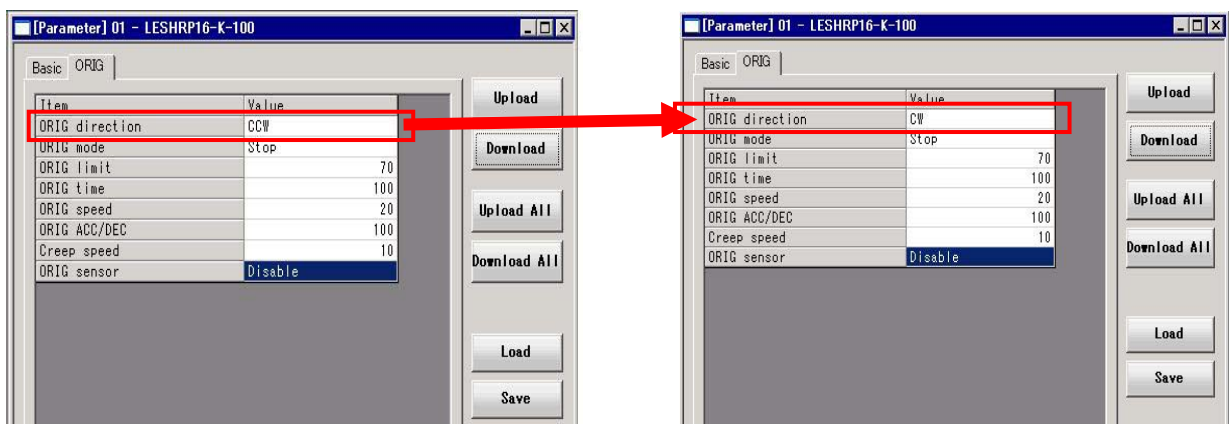 [Parameter] 01 - LESHRP16-K-100
Basic ORIG
Item Value
ORIG direction CCW
ORIG mode Stop
ORIG limit 70
ORIG time 100
ORIG speed 20
ORIG ACC/DEC 100
Creep speed 10
ORIG sensor Disable
Upload
Download
Upload All
Download All
Load
Save
[Parameter] 01 - LESHRP16-K-100
Basic ORIG
Item Value
ORIG direction CW
ORIG mode Stop
ORIG limit 70
ORIG time 100
ORIG speed 20
ORIG ACC/DEC 100
Creep speed 10
ORIG sensor Disable
Upload
Download
Upload All
Download All
Load
Save